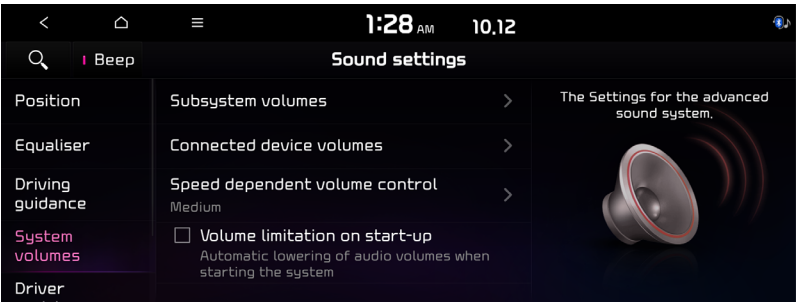 1:28 AM 10.12
Beep
Sound settings
Position
Equaliser
Driving
guidance
System
volumes
Driver
Subsystem volumes
Connected device volumes
Speed dependent volume control
Medium
Volume limitation on start-up
Automatic lowering of audio volumes when
starting the system
The Settings for the advanced
sound system.